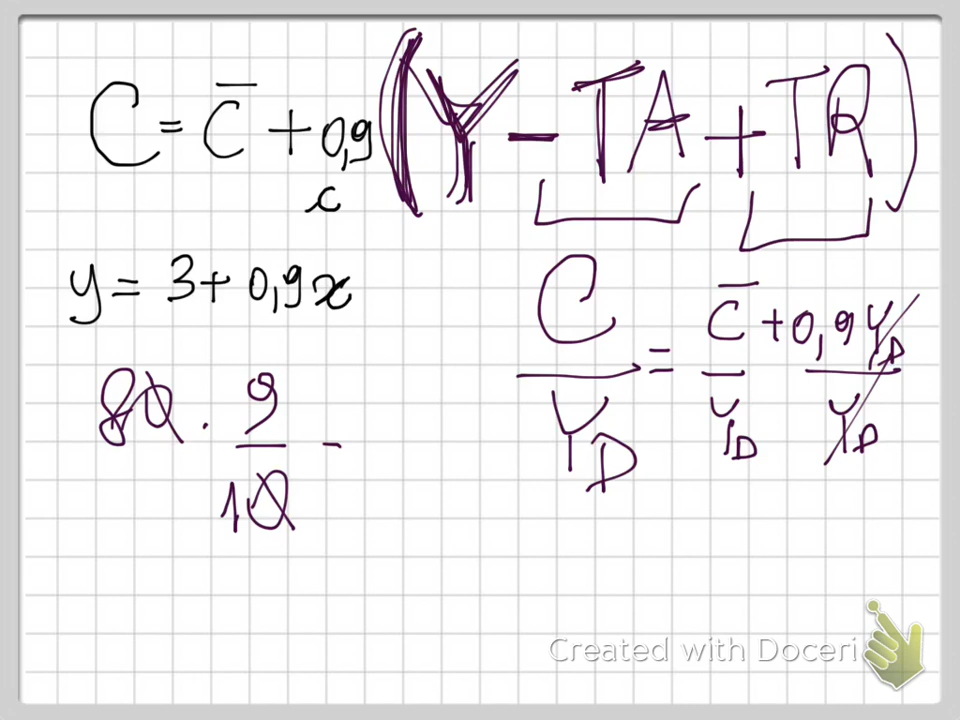 C = C̅ + 0,9 (Y - TA + TR)
c
y = 3 + 0,9x
C/Y_D = C̅/Y_D + 0,9Y_D/Y_D
80 · 9/10 =
Created with Doceri